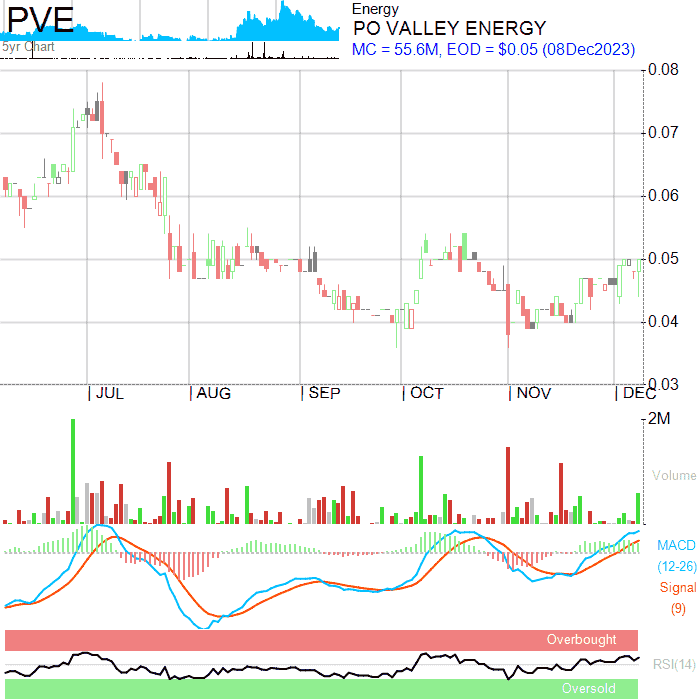 PVE
5yr Chart
Energy
PO VALLEY ENERGY
MC = 55.6M, EOD = $0.05 (08Dec2023)
0.08
0.07
0.06
0.05
0.04
0.03
JUL AUG SEP OCT NOV DEC
2M
Volume
MACD
(12-26)
Signal
(9)
Overbought
RSI(14)
Oversold